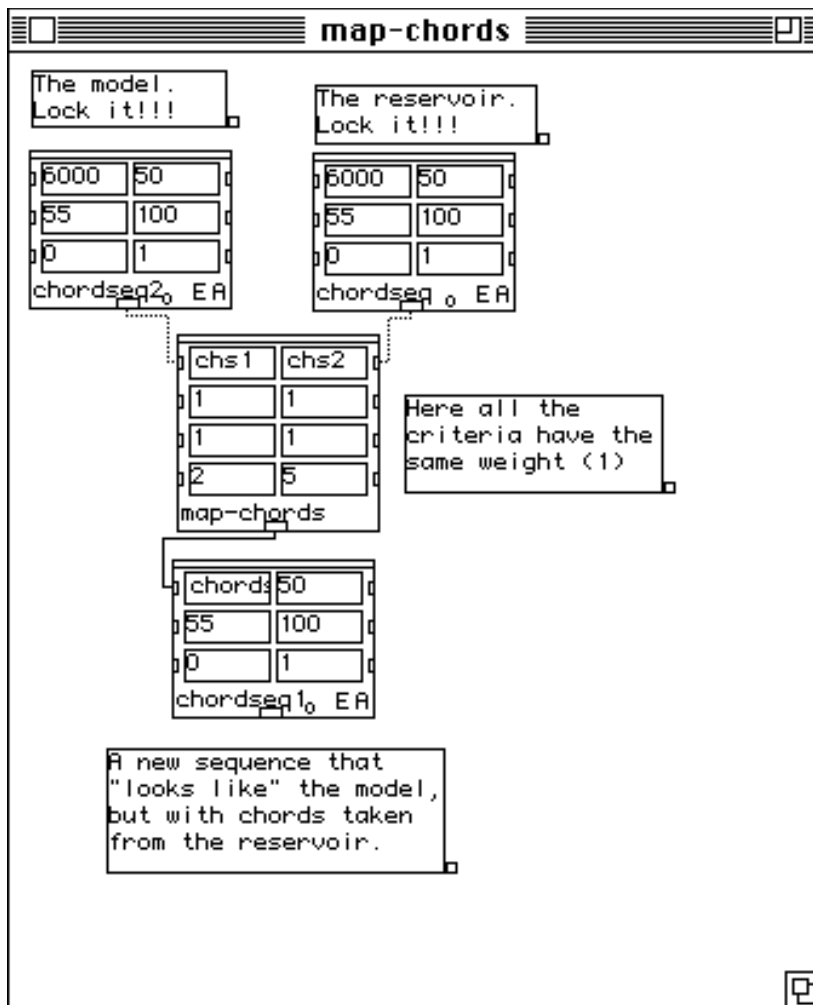 map-chords
The model.
Lock it!!!
The reservoir.
Lock it!!!
6000 50
55 100
0 1
chordseq2 o EA
6000 50
55 100
0 1
chordseq o EA
chs1 chs2
1 1
1 1
2 5
map-chords
Here all the
criteria have the
same weight (1)
chords 50
55 100
0 1
chordseq1 o EA
A new sequence that
"looks like" the model,
but with chords taken
from the reservoir.